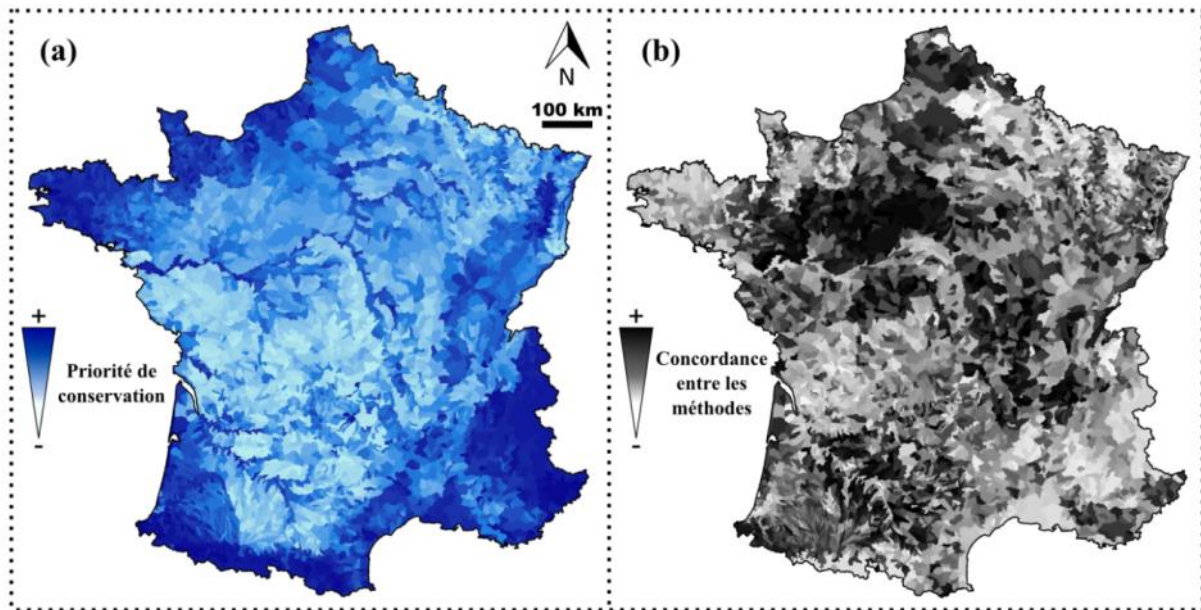 (a)
N
100 km
+
Priorité de
conservation
-
(b)
+
Concordance
entre les
méthodes
-